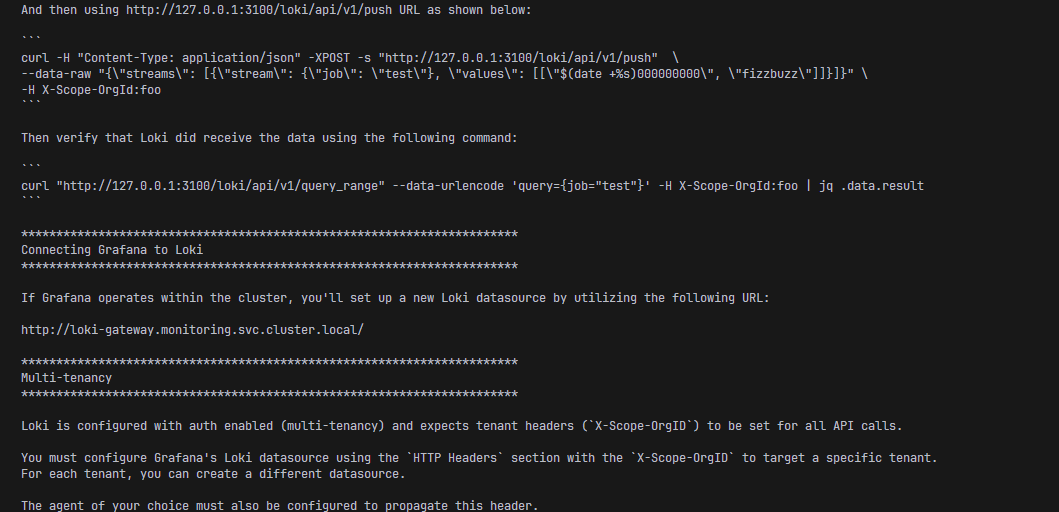 And then using http://127.0.0.1:3100/loki/api/v1/push URL as shown below:
```
curl -H "Content-Type: application/json" -XPOST -s "http://127.0.0.1:3100/loki/api/v1/push"  \
--data-raw "{\"streams\": [{\"stream\": {\"job\": \"test\"}, \"values\": [[\"$(date +%s)000000000\", \"fizzbuzz\"]]}]}" \
-H X-Scope-OrgId:foo
```
Then verify that Loki did receive the data using the following command:
```
curl "http://127.0.0.1:3100/loki/api/v1/query_range" --data-urlencode 'query={job="test"}' -H X-Scope-OrgId:foo | jq .data.result
```
***********************************************************************
Connecting Grafana to Loki
***********************************************************************
If Grafana operates within the cluster, you'll set up a new Loki datasource by utilizing the following URL:
http://loki-gateway.monitoring.svc.cluster.local/
***********************************************************************
Multi-tenancy
***********************************************************************
Loki is configured with auth enabled (multi-tenancy) and expects tenant headers (`X-Scope-OrgID`) to be set for all API calls.
You must configure Grafana's Loki datasource using the `HTTP Headers` section with the `X-Scope-OrgID` to target a specific tenant.
For each tenant, you can create a different datasource.
The agent of your choice must also be configured to propagate this header.